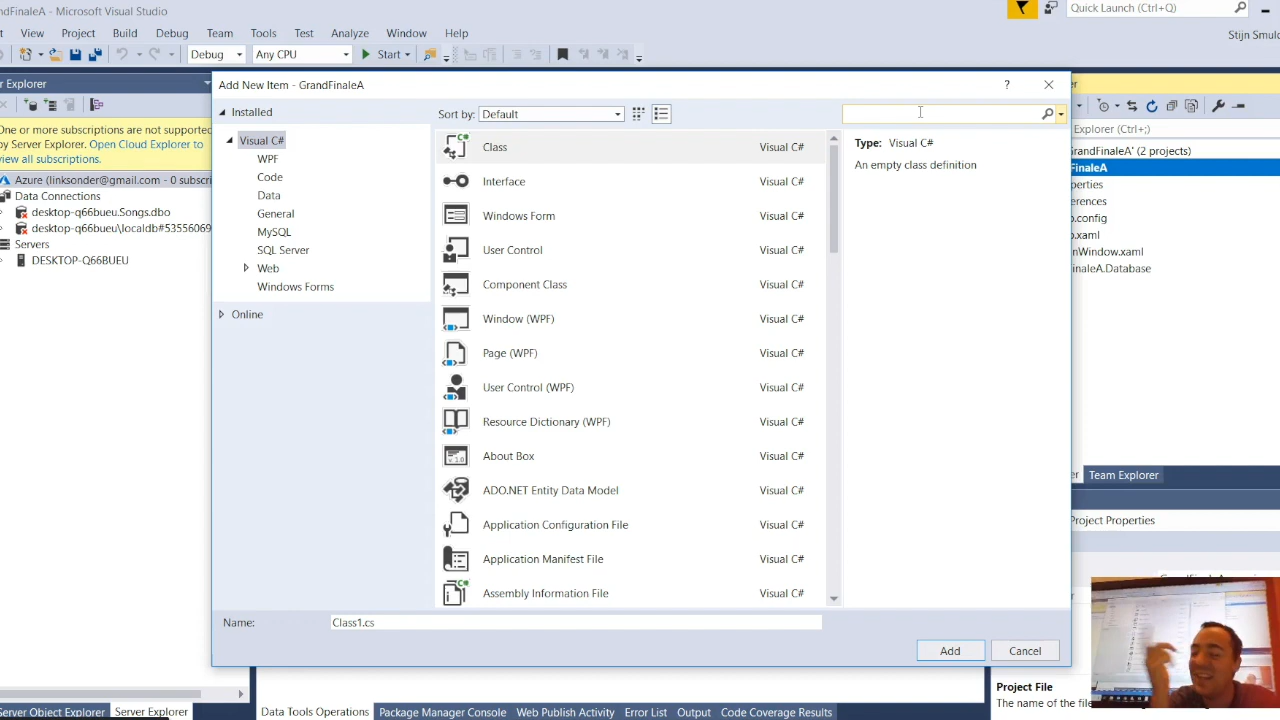 ndFinaleA - Microsoft Visual Studio
Quick Launch (Ctrl+Q)
View Project Build Debug Team Tools Test Analyze Window Help
Stijn Smul
Debug Any CPU Start
er Explorer
One or more subscriptions are not supported
by Server Explorer. Open Cloud Explorer to
view all subscriptions.
Azure (linksonder@gmail.com - 0 subscri
Data Connections
desktop-q66bueu.Songs.dbo
desktop-q66bueu\localdb#53556069
Servers
DESKTOP-Q66BUEU
Add New Item - GrandFinaleA
?
Installed
Visual C#
WPF
Code
Data
General
MySQL
SQL Server
Web
Windows Forms
Online
Sort by: Default
Class Visual C#
Interface Visual C#
Windows Form Visual C#
User Control Visual C#
Component Class Visual C#
Window (WPF) Visual C#
Page (WPF) Visual C#
User Control (WPF) Visual C#
Resource Dictionary (WPF) Visual C#
About Box Visual C#
ADO.NET Entity Data Model Visual C#
Application Configuration File Visual C#
Application Manifest File Visual C#
Assembly Information File Visual C#
Type: Visual C#
An empty class definition
Name: Class1.cs
Add Cancel
er
Explorer (Ctrl+;)
GrandFinaleA' (2 projects)
FinaleA
perties
erences
p.config
p.xaml
nWindow.xaml
inaleA.Database
er Team Explorer
Project Properties
Project File
The name of the
Server Object Explorer Server Explorer
Data Tools Operations Package Manager Console Web Publish Activity Error List Output Code Coverage Results